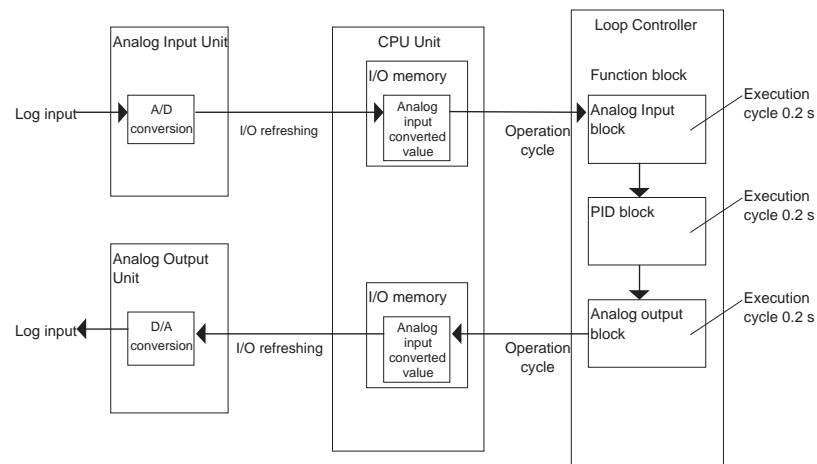 Analog Input Unit
CPU Unit
Loop Controller
I/O memory
Function block
Log input
A/D
conversion
I/O refreshing
Analog
input
converted
value
Operation
cycle
Analog Input
block
Execution
cycle 0.2 s
PID block
Execution
cycle 0.2 s
Analog Output
Unit
I/O memory
Log input
D/A
conversion
I/O refreshing
Analog
input
converted
value
Operation
cycle
Analog output
block
Execution
cycle 0.2 s